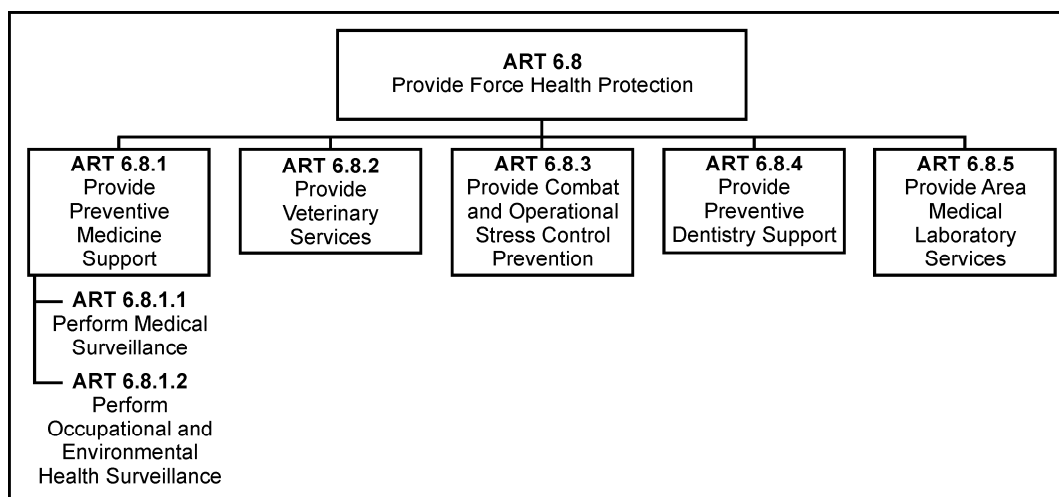 ART 6.8
Provide Force Health Protection
ART 6.8.1
Provide
Preventive
Medicine
Support
ART 6.8.2
Provide
Veterinary
Services
ART 6.8.3
Provide Combat
and Operational
Stress Control
Prevention
ART 6.8.4
Provide
Preventive
Dentistry Support
ART 6.8.5
Provide Area
Medical
Laboratory
Services
ART 6.8.1.1
Perform Medical
Surveillance
ART 6.8.1.2
Perform
Occupational and
Environmental
Health Surveillance